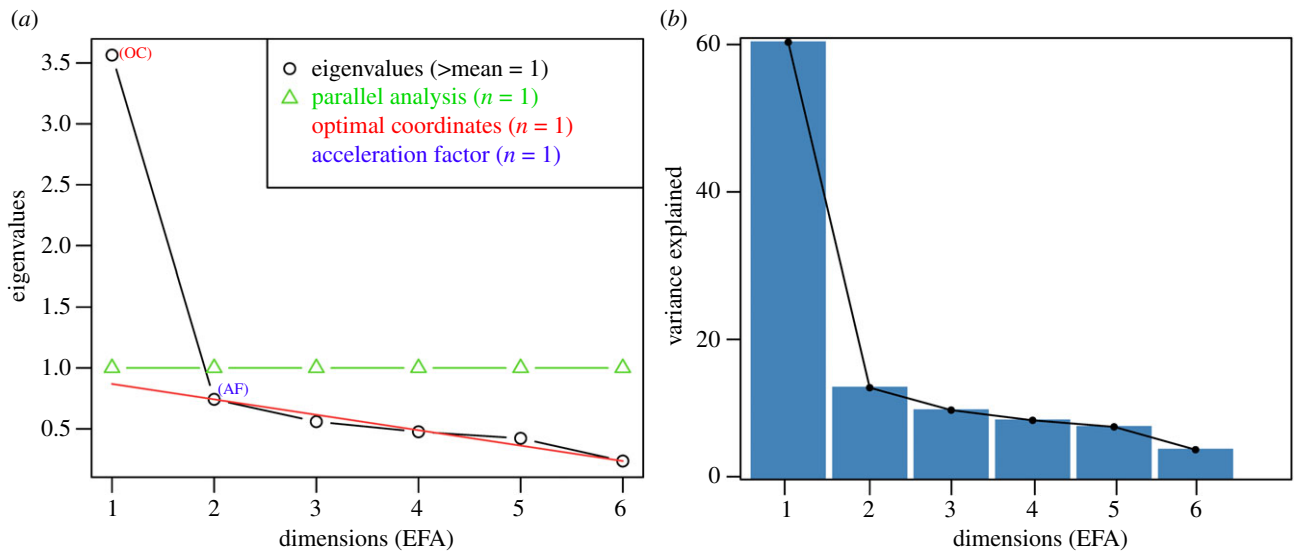 (a)
3.5
3.0
2.5
2.0
1.5
1.0
0.5
eigenvalues
(OC)
(AF)
eigenvalues (>mean = 1)
parallel analysis (n = 1)
optimal coordinates (n = 1)
acceleration factor (n = 1)
1 2 3 4 5 6
dimensions (EFA)
(b)
60
40
20
0
variance explained
1 2 3 4 5 6
dimensions (EFA)